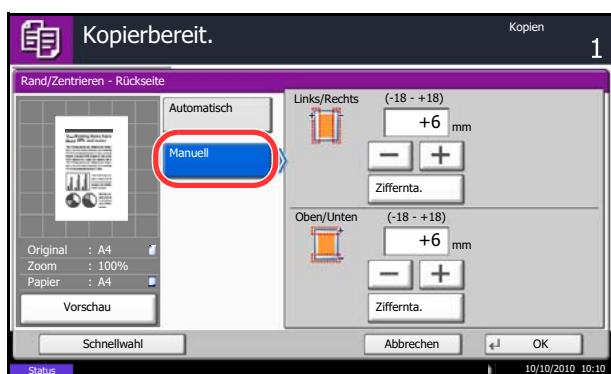 Kopierbereit.
Kopien
1
Rand/Zentrieren - Rückseite
Automatisch
Manuell
Links/Rechts (-18 - +18)
+6 mm
Ziffernta.
Oben/Unten (-18 - +18)
+6 mm
Ziffernta.
Original : A4
Zoom : 100%
Papier : A4
Vorschau
Schnellwahl
Abbrechen
OK
Status
10/10/2010 10:10